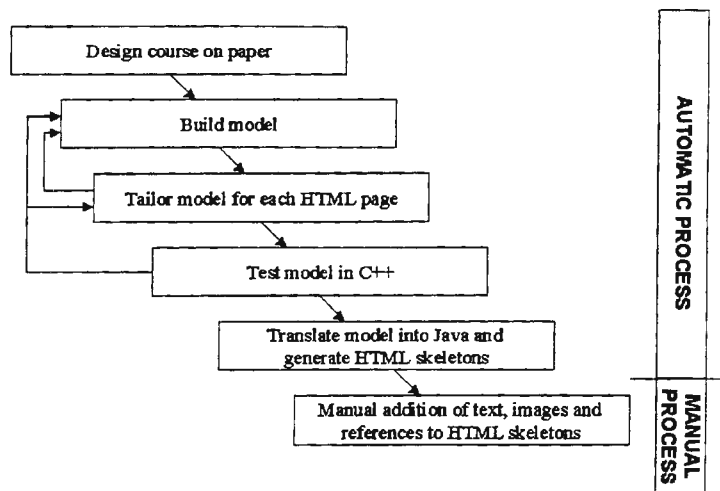 Design course on paper
Build model
Tailor model for each HTML page
Test model in C++
Translate model into Java and
generate HTML skeletons
Manual addition of text, images and
references to HTML skeletons
AUTOMATIC PROCESS
MANUAL
PROCESS